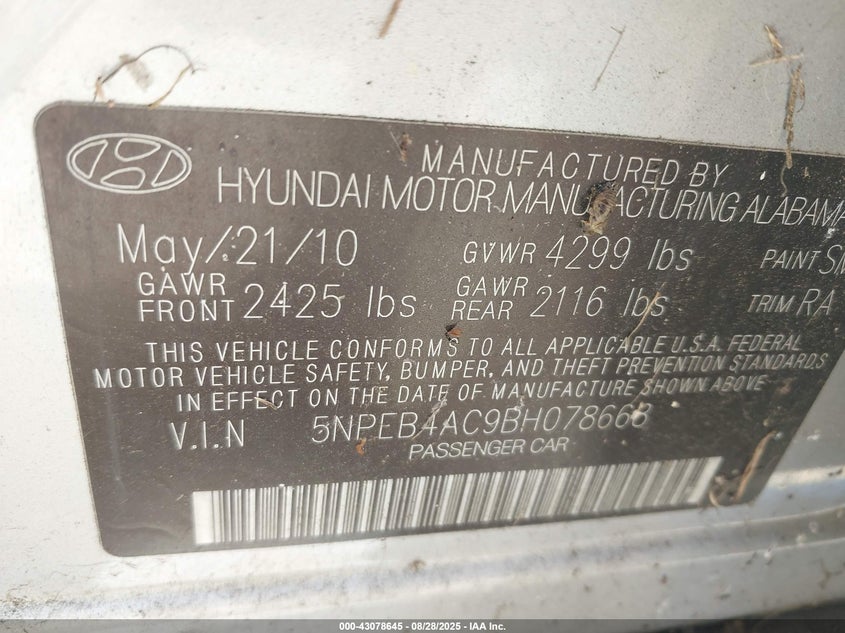 MANUFACTURED BY
HYUNDAI MOTOR MANUFACTURING ALABAMA
May/21/10 GVWR 4299 lbs PAINT
GAWR FRONT 2425 lbs GAWR REAR 2116 lbs TRIM RA
THIS VEHICLE CONFORMS TO ALL APPLICABLE U.S.A. FEDERAL
MOTOR VEHICLE SAFETY, BUMPER, AND THEFT PREVENTION STANDARDS
IN EFFECT ON THE DATE OF MANUFACTURE SHOWN ABOVE
V.I.N 5NPEB4AC9BH078668
PASSENGER CAR
000-43078645 | 08/28/2025 - IAA Inc.